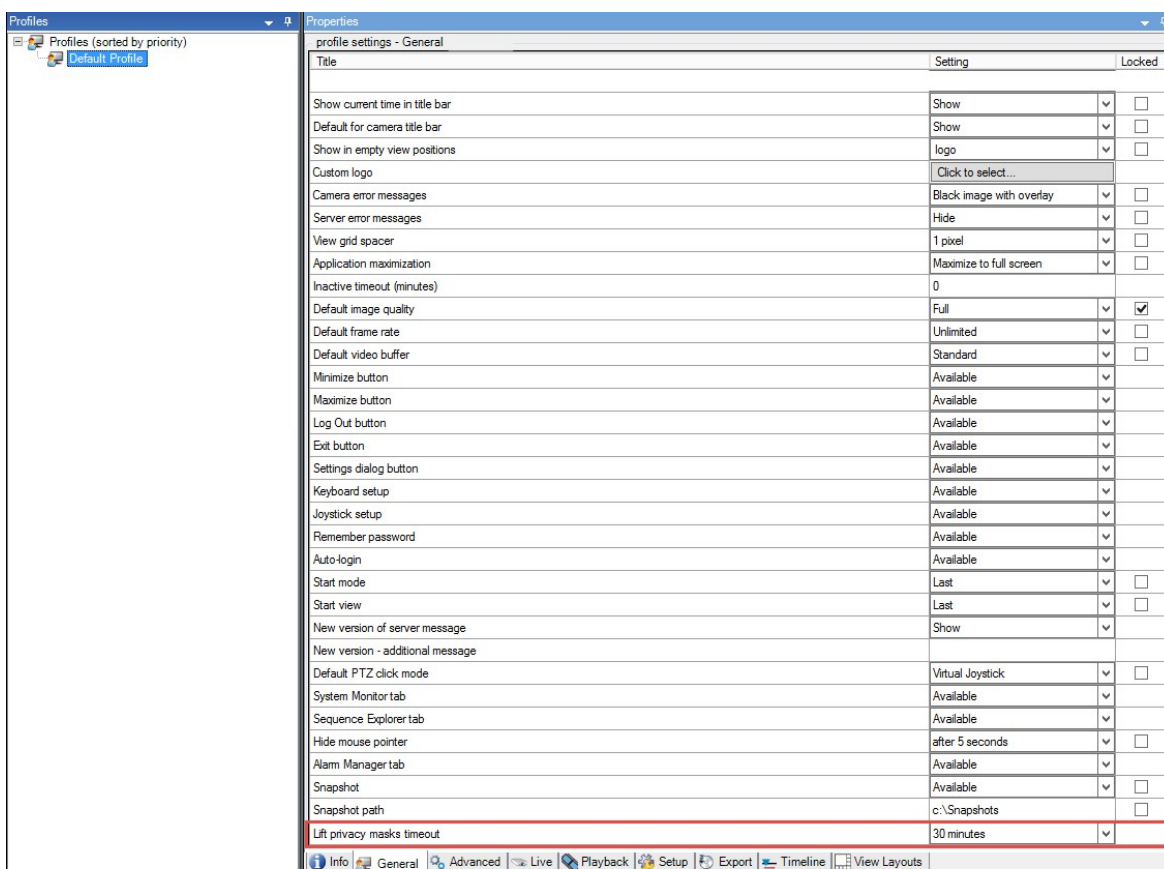 Profiles
Properties
Profiles (sorted by priority)
Default Profile
profile settings - General
Title Setting Locked
Show current time in title bar Show
Default for camera title bar Show
Show in empty view positions logo
Custom logo Click to select...
Camera error messages Black image with overlay
Server error messages Hide
View grid spacer 1 pixel
Application maximization Maximize to full screen
Inactive timeout (minutes) 0
Default image quality Full
Default frame rate Unlimited
Default video buffer Standard
Minimize button Available
Maximize button Available
Log Out button Available
Exit button Available
Settings dialog button Available
Keyboard setup Available
Joystick setup Available
Remember password Available
Auto-login Available
Start mode Last
Start view Last
New version of server message Show
New version - additional message
Default PTZ click mode Virtual Joystick
System Monitor tab Available
Sequence Explorer tab Available
Hide mouse pointer after 5 seconds
Alarm Manager tab Available
Snapshot Available
Snapshot path c:\Snapshots
Lift privacy masks timeout 30 minutes
Info General Advanced Live Playback Setup Export Timeline View Layouts